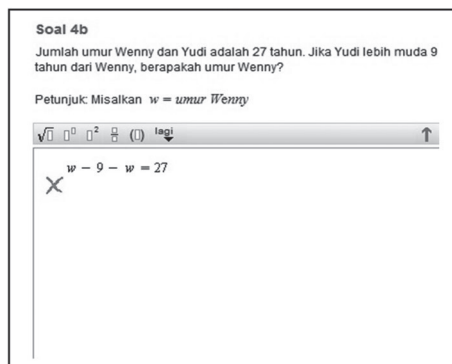 Soal 4b
Jumlah umur Wenny dan Yudi adalah 27 tahun. Jika Yudi lebih muda 9
tahun dari Wenny, berapakah umur Wenny?
Petunjuk: Misalkan w = umur Wenny
√▯ ▯▯ ▯² ▯/▯ (▯) lagi
w − 9 − w = 27